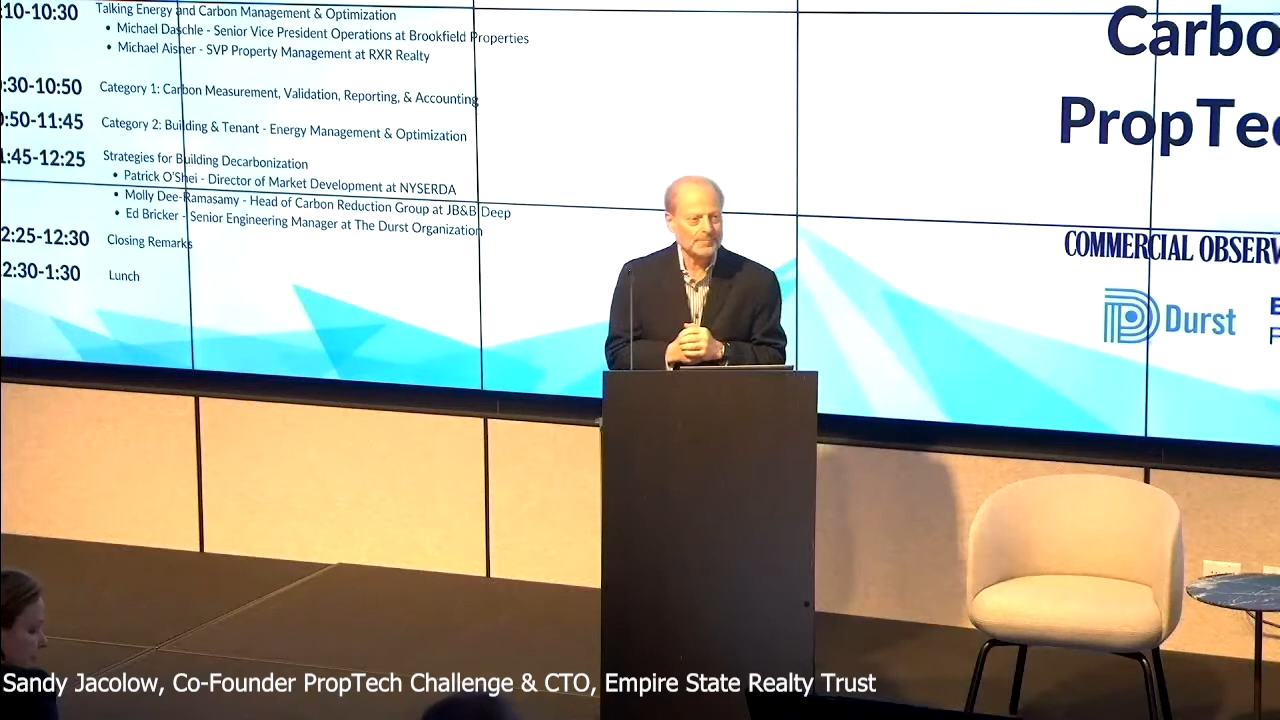 :10-10:30 Talking Energy and Carbon Management & Optimization
• Michael Daschle - Senior Vice President Operations at Brookfield Properties
• Michael Aisner - SVP Property Management at RXR Realty
:30-10:50 Category 1: Carbon Measurement, Validation, Reporting, & Accounting
0:50-11:45 Category 2: Building & Tenant - Energy Management & Optimization
1:45-12:25 Strategies for Building Decarbonization
• Patrick O'Shei - Director of Market Development at NYSERDA
• Molly Dee-Ramasamy - Head of Carbon Reduction Group at JB&B Deep
• Ed Bricker - Senior Engineering Manager at The Durst Organization
2:25-12:30 Closing Remarks
2:30-1:30 Lunch
Carbo
PropTec
COMMERCIAL OBSERV
Durst
Sandy Jacolow, Co-Founder PropTech Challenge & CTO, Empire State Realty Trust